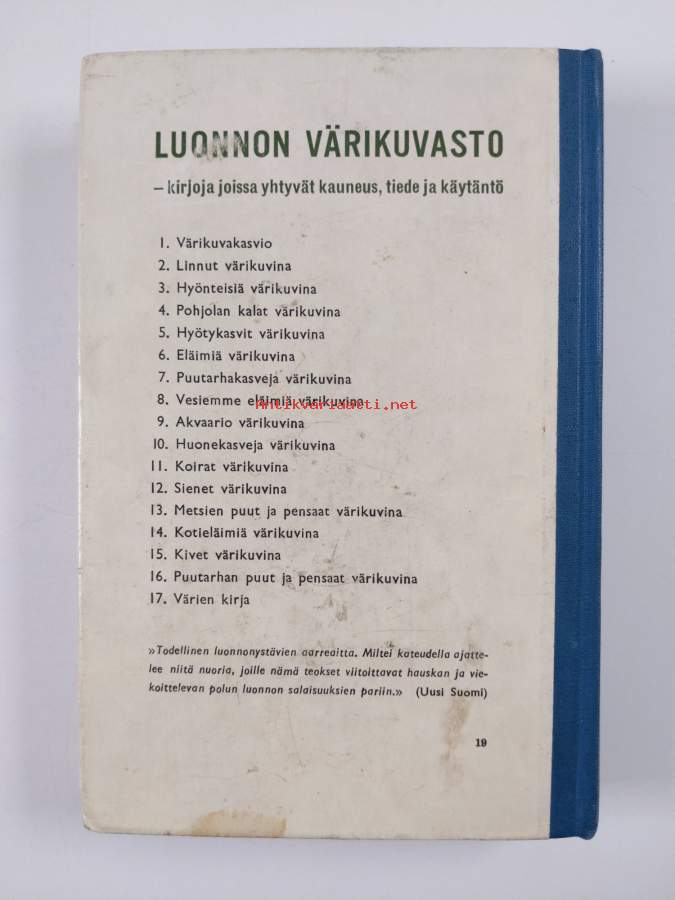 LUONNON VÄRIKUVASTO
– kirjoja joissa yhtyvät kauneus, tiede ja käytäntö
1. Värikuvakasvio
2. Linnut värikuvina
3. Hyönteisiä värikuvina
4. Pohjolan kalat värikuvina
5. Hyötykasvit värikuvina
6. Eläimiä värikuvina
7. Puutarhakasveja värikuvina
8. Vesiemme eläimiä värikuvina
Antikvariaatti.net
9. Akvaario värikuvina
10. Huonekasveja värikuvina
11. Koirat värikuvina
12. Sienet värikuvina
13. Metsien puut ja pensaat värikuvina
14. Kotieläimiä värikuvina
15. Kivet värikuvina
16. Puutarhan puut ja pensaat värikuvina
17. Värien kirja
»Todellinen luonnonystävien aarreaitta. Miltei kateudella ajatte-
lee niitä nuoria, joille nämä teokset viitoittavat hauskan ja vie-
koittelevan polun luonnon salaisuuksien pariin.» (Uusi Suomi)
19